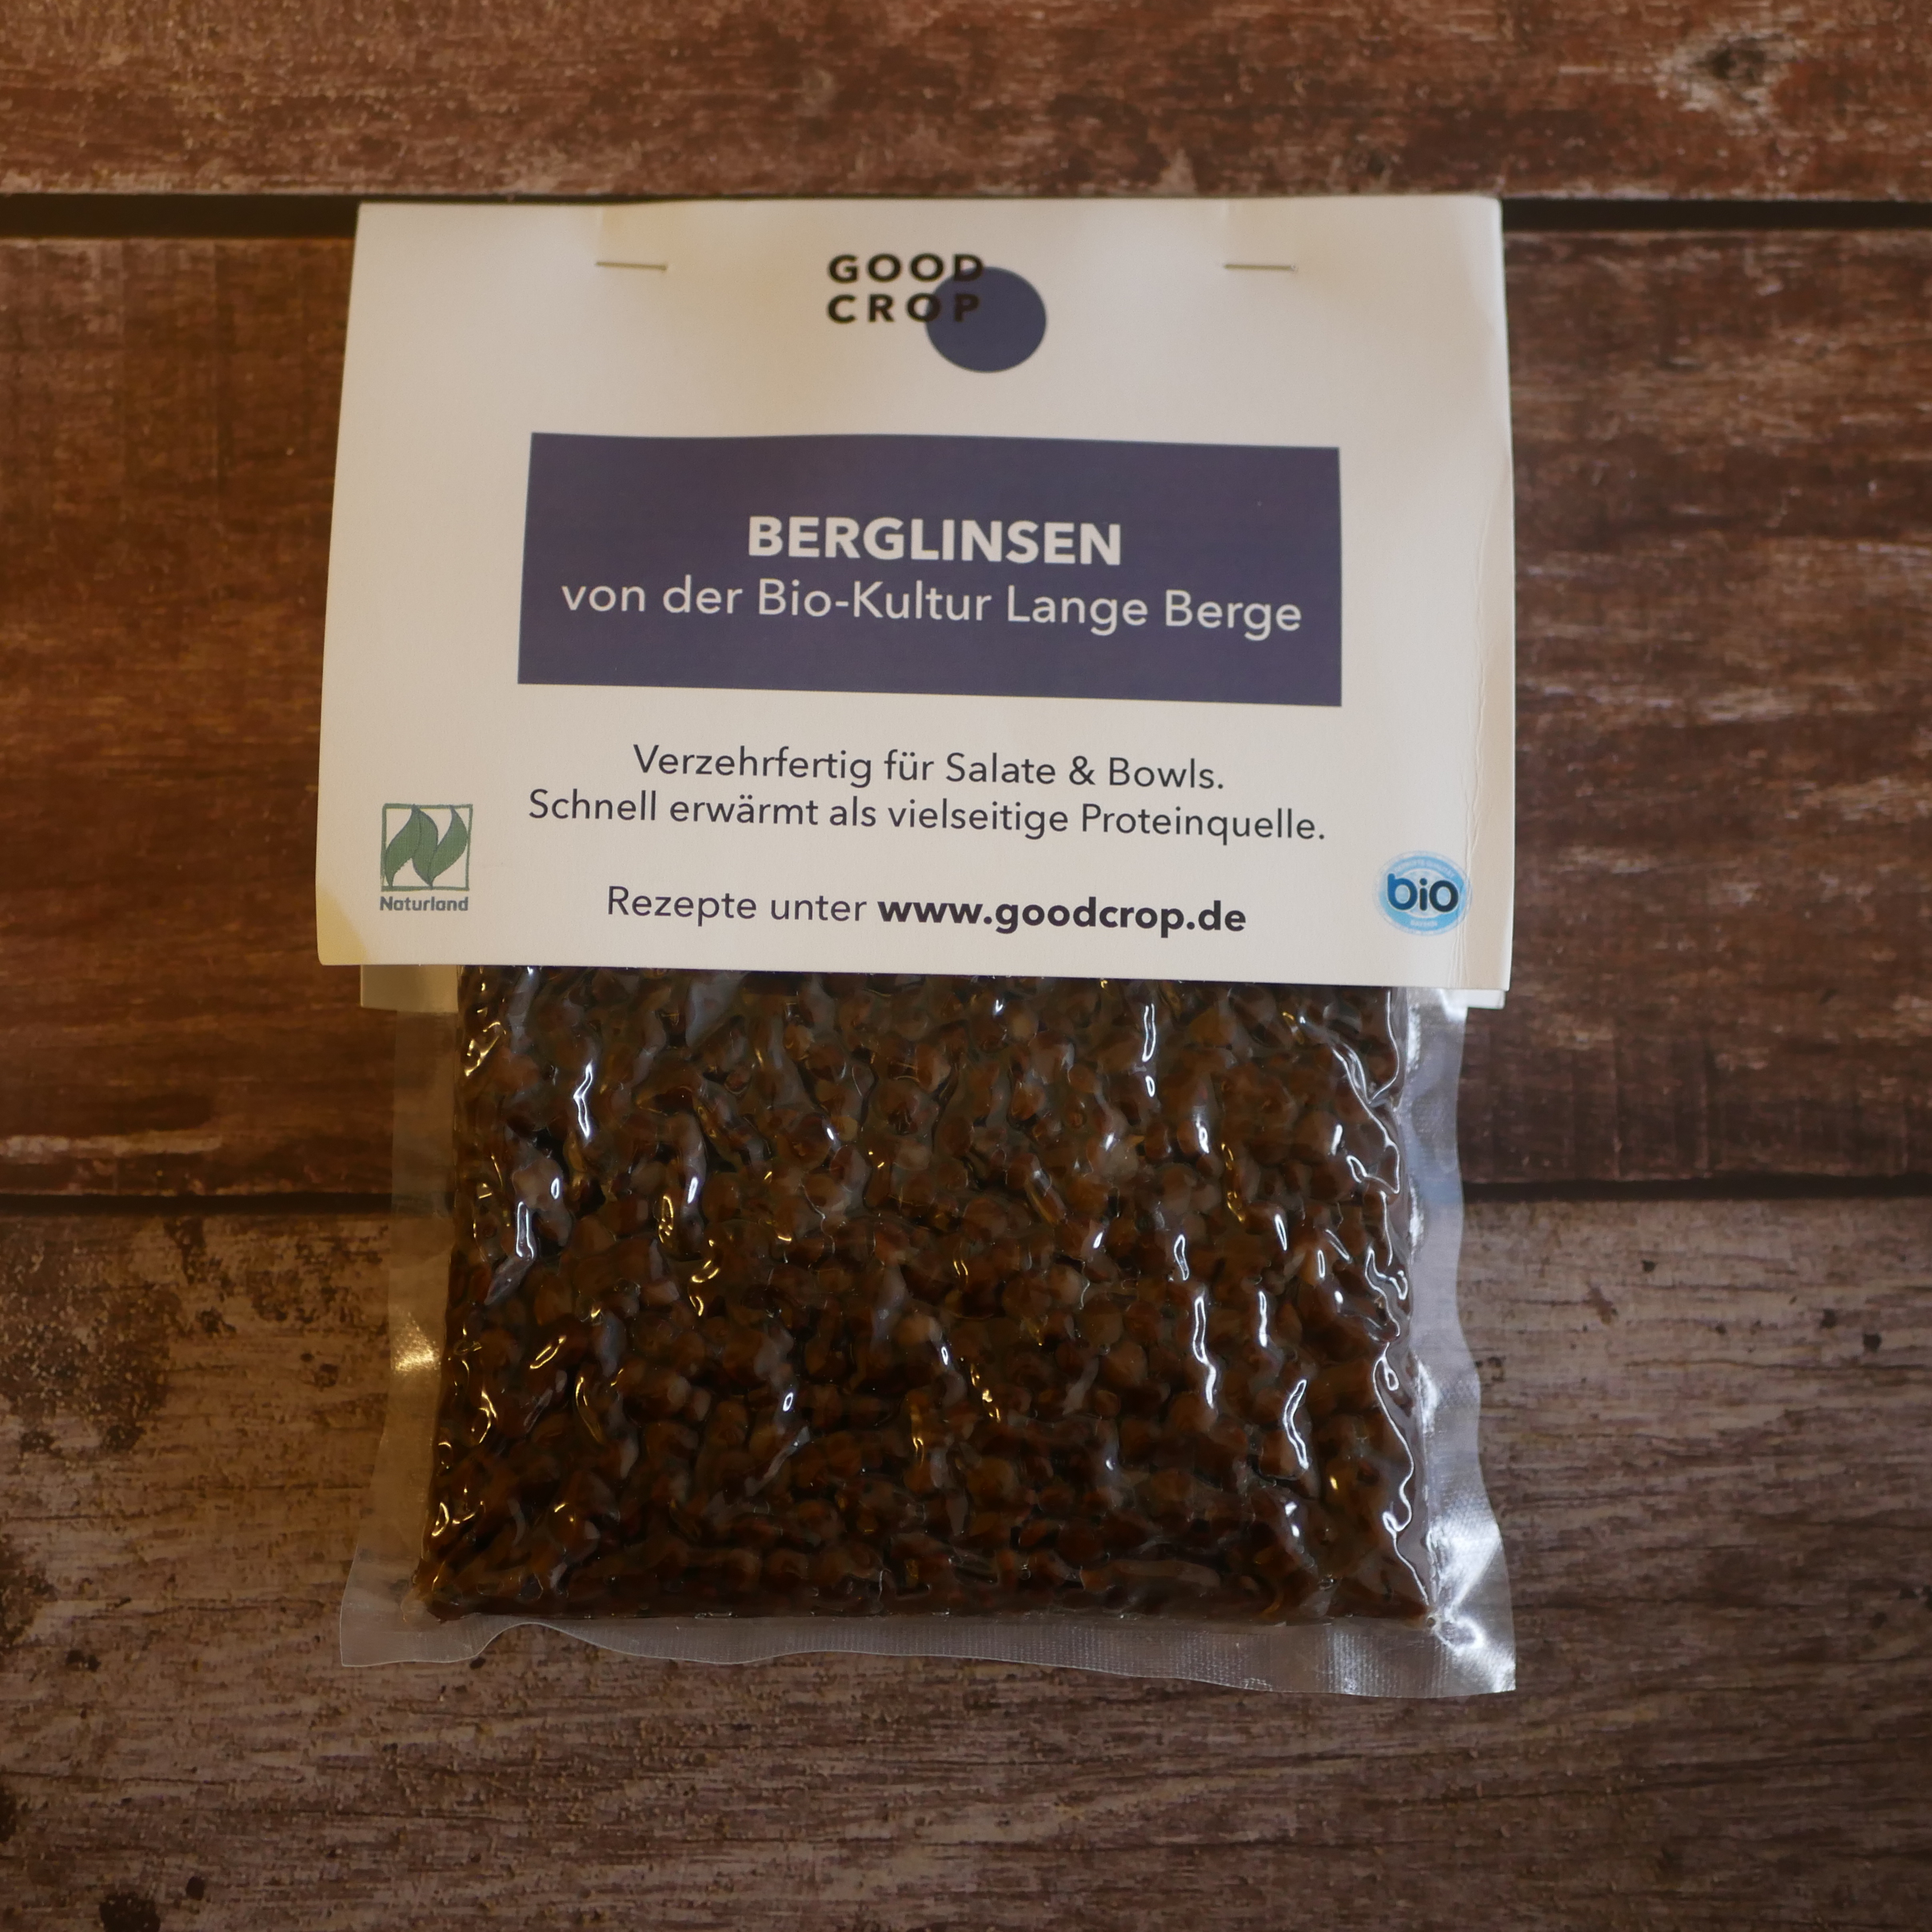 GOOD
CROP
BERGLINSEN
von der Bio-Kultur Lange Berge
Verzehrfertig für Salate & Bowls.
Schnell erwärmt als vielseitige Proteinquelle.
Naturland
bio
Rezepte unter www.goodcrop.de